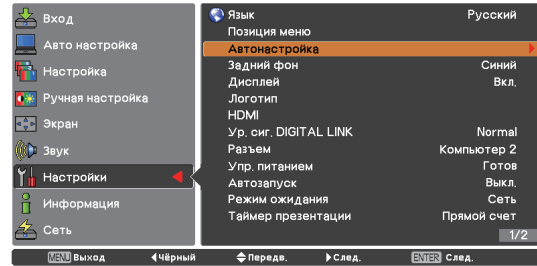 Вход
Авто настройка
Настройка
Ручная настройка
Экран
Звук
Настройки
Информация
Сеть
Язык Русский
Позиция меню
Автонастройка
Задний фон Синий
Дисплей Вкл.
Логотип
HDMI
Ур. сиг. DIGITAL LINK Normal
Разъем Компьютер 2
Упр. питанием Готов
Автозапуск Выкл.
Режим ожидания Сеть
Таймер презентации Прямой счет
1/2
MENU Выход Чёрный Передв. След. ENTER След.